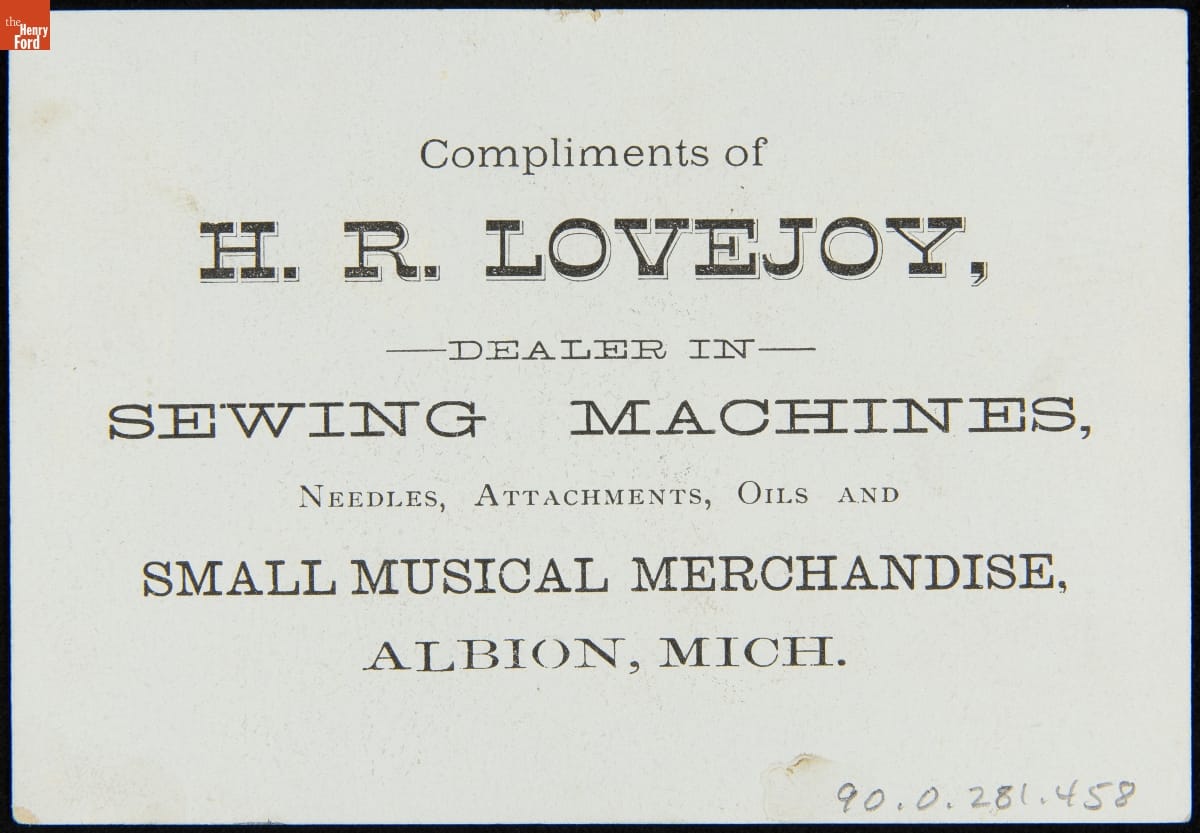 the
Henry
Ford
Compliments of
H. R. LOVEJOY,
—DEALER IN—
SEWING MACHINES,
NEEDLES, ATTACHMENTS, OILS AND
SMALL MUSICAL MERCHANDISE,
ALBION, MICH.
90.0.281.458